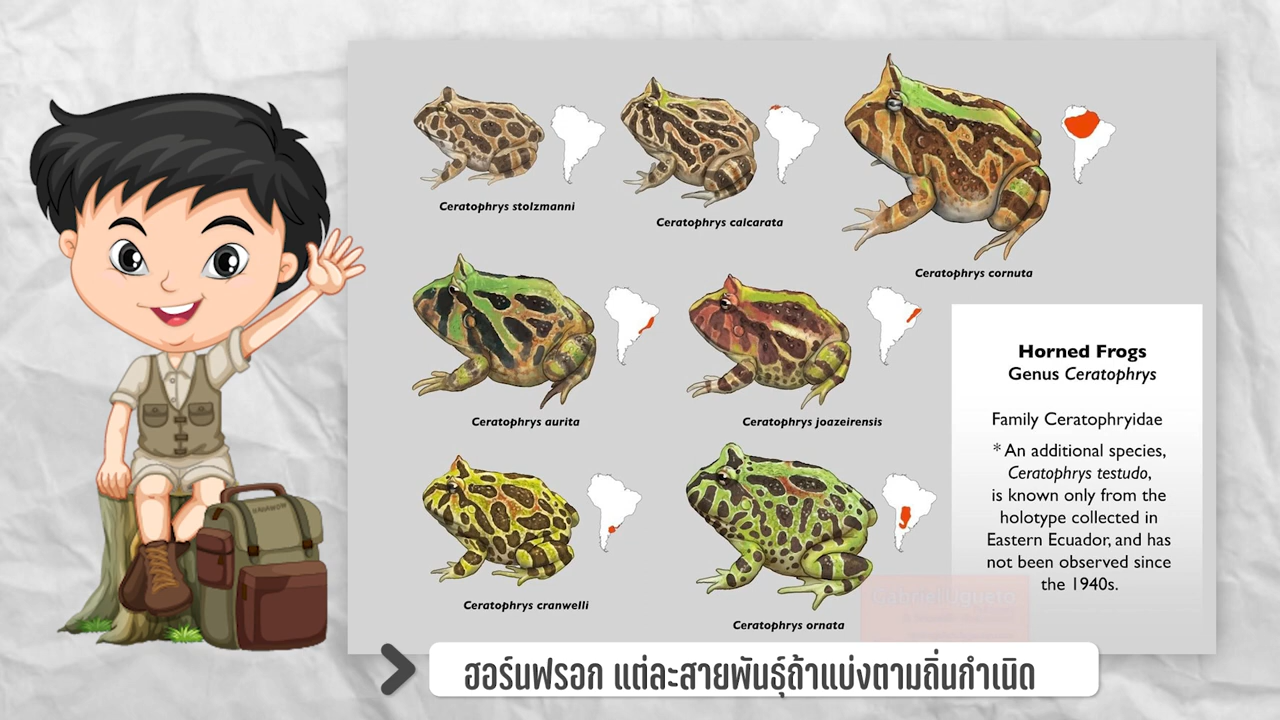 Ceratophrys stolzmanni
Ceratophrys calcarata
Ceratophrys cornuta
Ceratophrys aurita
Ceratophrys joazeirensis
Ceratophrys cranwelli
Ceratophrys ornata
Horned Frogs
Genus Ceratophrys
Family Ceratophryidae
* An additional species,
Ceratophrys testudo,
is known only from the
holotype collected in
Eastern Ecuador, and has
not been observed since
the 1940s.
Gabriel Ugueto
ฮอร์นฟรอก แต่ละสายพันธุ์ถ้าแบ่งตามถิ่นกำเนิด